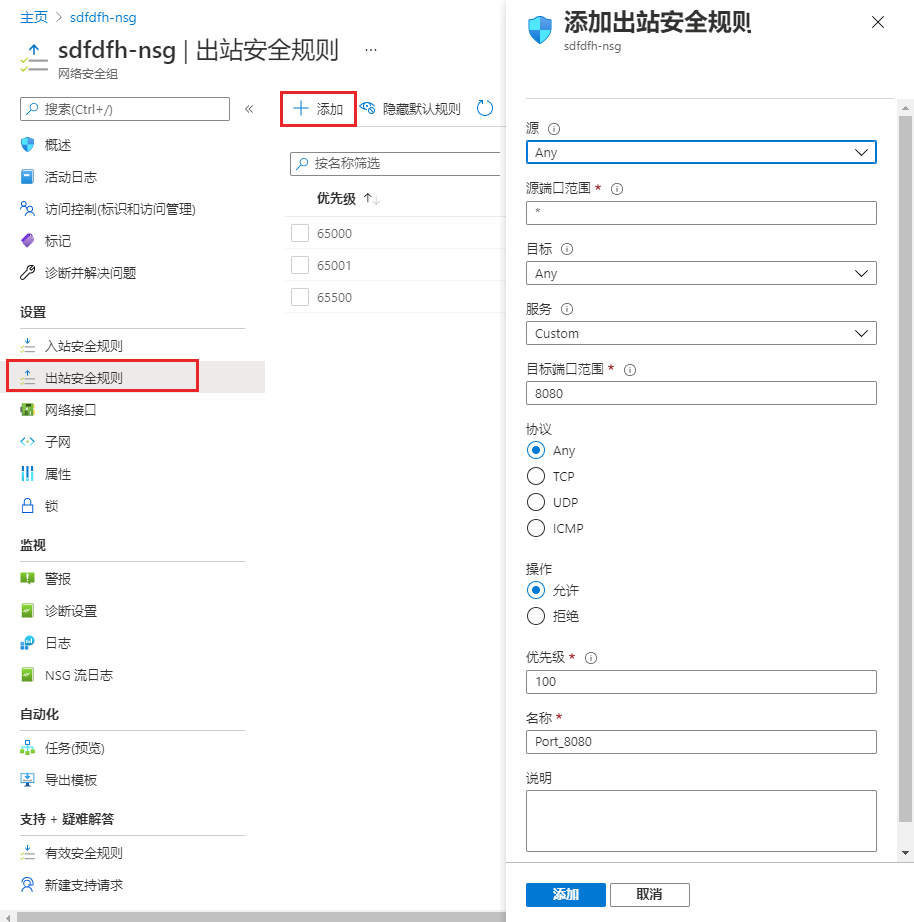 主页 > sdfdfh-nsg
sdfdfh-nsg | 出站安全规则 ...
网络安全组
搜索(Ctrl+/) «
概述
活动日志
访问控制(标识和访问管理)
标记
诊断并解决问题
设置
入站安全规则
出站安全规则
网络接口
子网
属性
锁
监视
警报
诊断设置
日志
NSG 流日志
自动化
任务(预览)
导出模板
支持 + 疑难解答
有效安全规则
新建支持请求
添加 隐藏默认规则
按名称筛选
优先级 ↑↓
65000
65001
65500
添加出站安全规则
sdfdfh-nsg
源
Any
源端口范围 *
*
目标
Any
服务
Custom
目标端口范围 *
8080
协议
Any
TCP
UDP
ICMP
操作
允许
拒绝
优先级 *
100
名称 *
Port_8080
说明
添加 取消